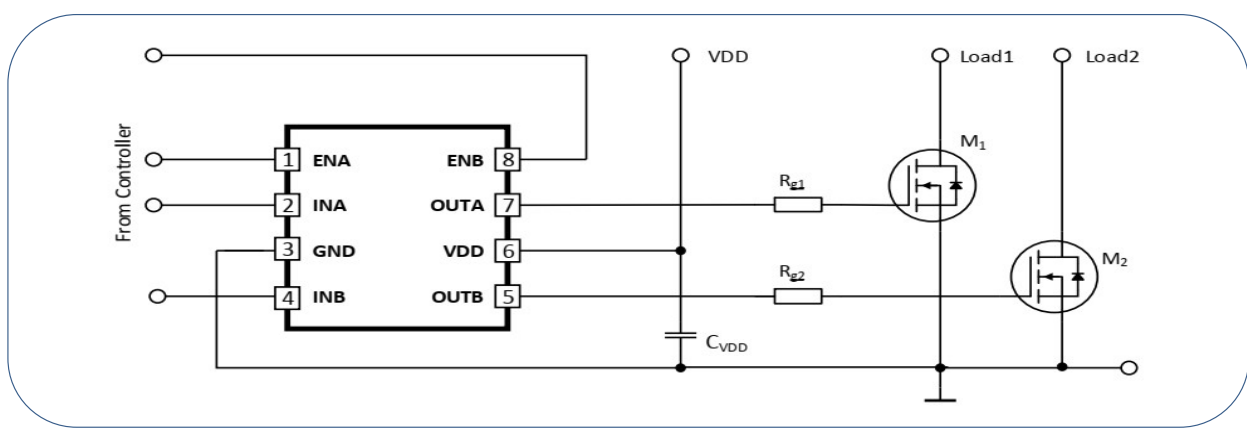 VDD
Load1
Load2
From Controller
M1
1 ENA
ENB 8
Rg1
2 INA
OUTA 7
3 GND
VDD 6
M2
Rg2
4 INB
OUTB 5
CVDD